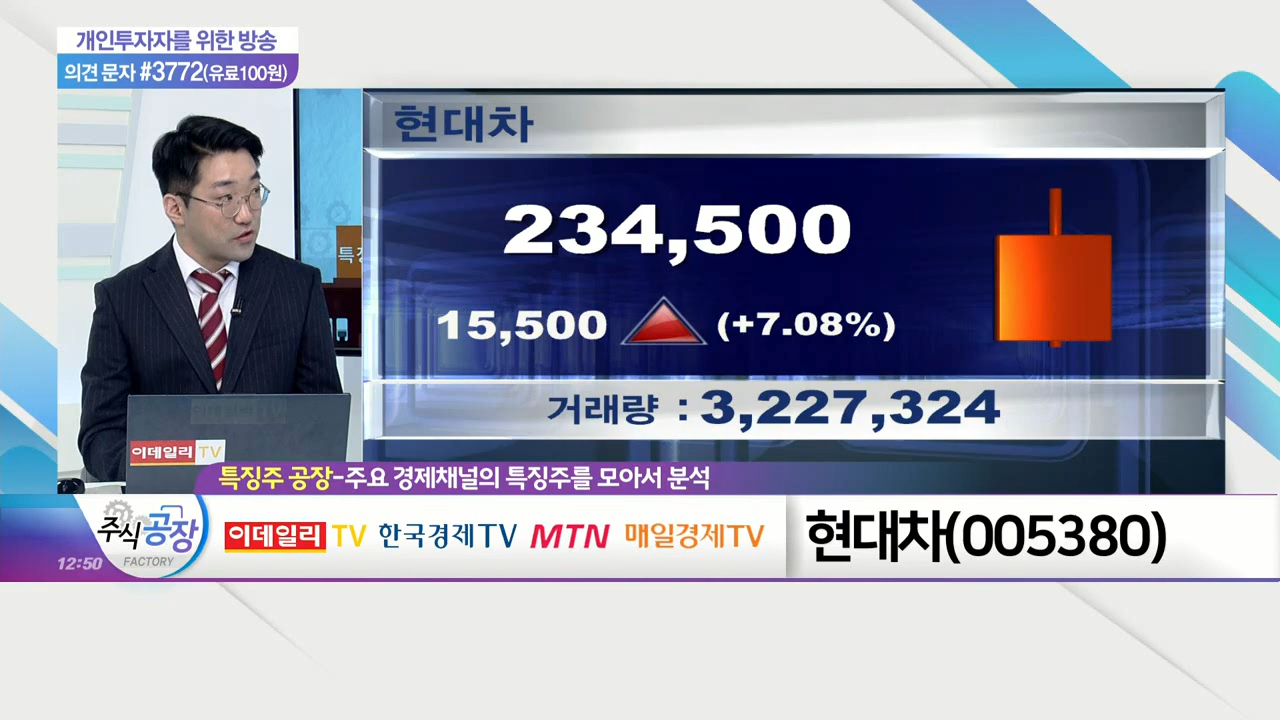 개인투자자를 위한 방송
의견 문자 #3772(유료100원)
현대차
234,500
15,500 ▲ (+7.08%)
거래량 : 3,227,324
이데일리 TV
특징주 공장-주요 경제채널의 특징주를 모아서 분석
주식공장
FACTORY
12:50
이데일리 TV 한국경제TV MTN 매일경제TV
현대차(005380)